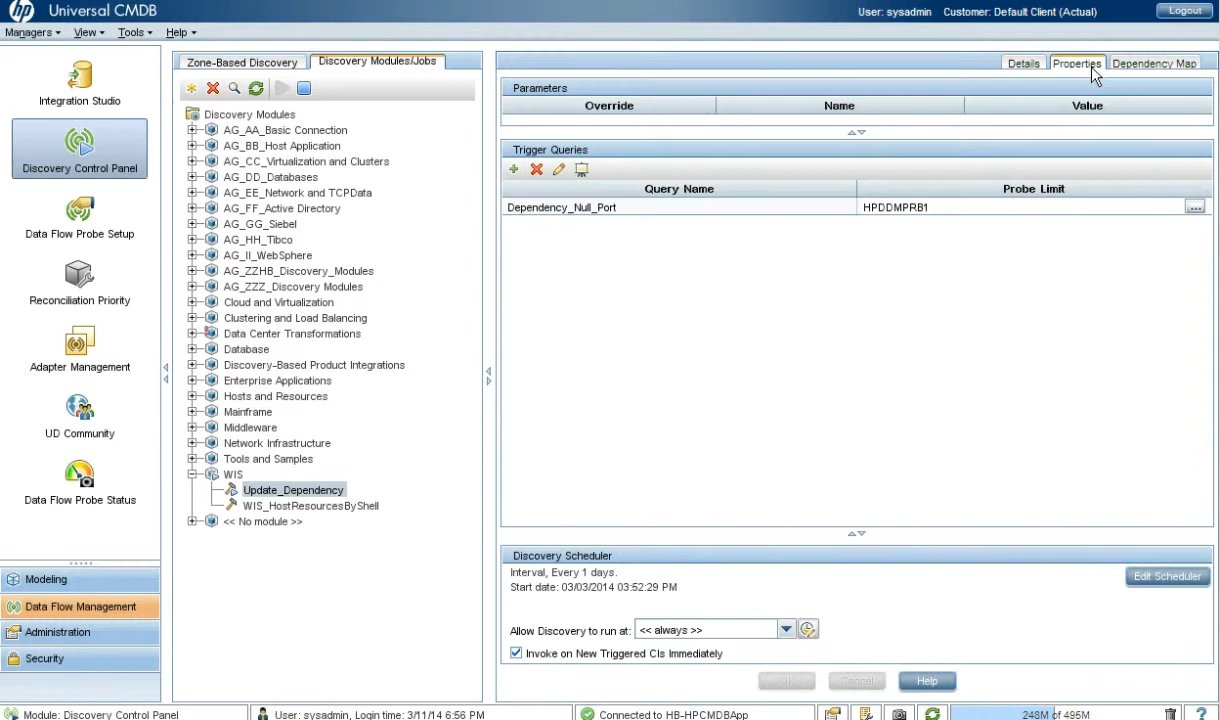 hp Universal CMDB
User: sysadmin Customer: Default Client (Actual)
Logout
Managers View Tools Help
Integration Studio
Discovery Control Panel
Data Flow Probe Setup
Reconciliation Priority
Adapter Management
UD Community
Data Flow Probe Status
Modeling
Data Flow Management
Administration
Security
Zone-Based Discovery Discovery Modules/Jobs
Discovery Modules
AG_AA_Basic Connection
AG_BB_Host Application
AG_CC_Virtualization and Clusters
AG_DD_Databases
AG_EE_Network and TCPData
AG_FF_Active Directory
AG_GG_Siebel
AG_HH_Tibco
AG_II_WebSphere
AG_ZZHB_Discovery_Modules
AG_ZZZ_Discovery Modules
Cloud and Virtualization
Clustering and Load Balancing
Data Center Transformations
Database
Discovery-Based Product Integrations
Enterprise Applications
Hosts and Resources
Mainframe
Middleware
Network Infrastructure
Tools and Samples
WIS
Update_Dependency
WIS_HostResourcesByShell
<< No module >>
Details Properties Dependency Map
Parameters
Override Name Value
Trigger Queries
Query Name Probe Limit
Dependency_Null_Port HPDDMPRB1 ...
Discovery Scheduler
Interval, Every 1 days.
Start date: 03/03/2014 03:52:29 PM
Edit Scheduler
Allow Discovery to run at: << always >>
Invoke on New Triggered CIs Immediately
OK Cancel Help
Module: Discovery Control Panel User: sysadmin, Login time: 3/11/14 6:56 PM Connected to HB-HPCMDBApp 248M of 495M